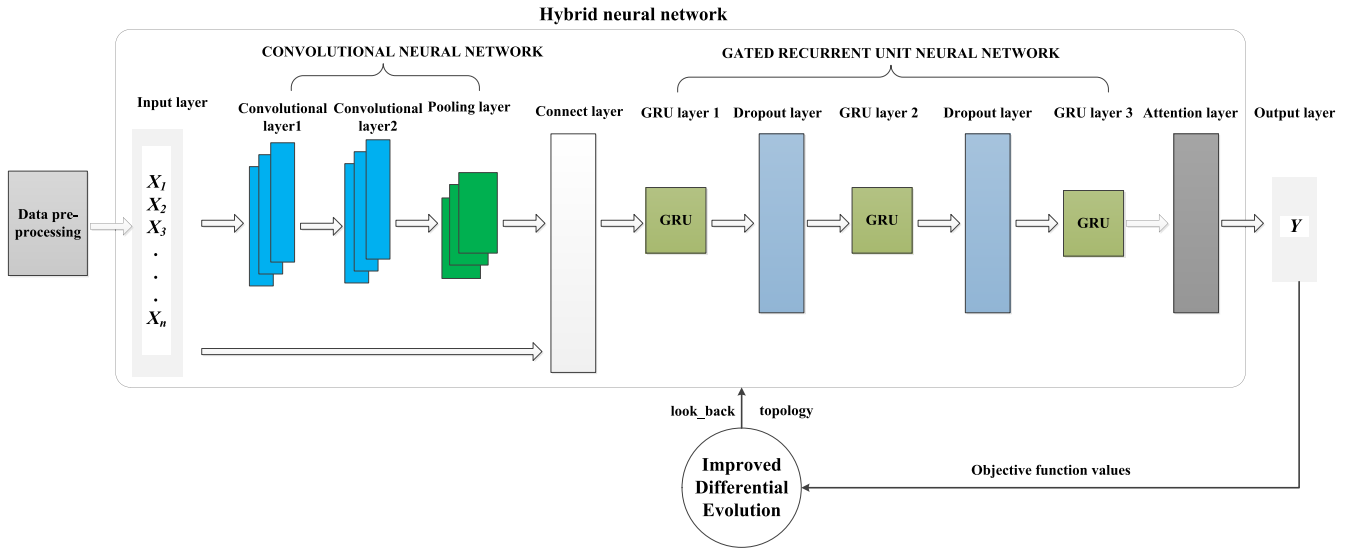 Hybrid neural network
CONVOLUTIONAL NEURAL NETWORK
GATED RECURRENT UNIT NEURAL NETWORK
Input layer
Convolutional
layer1
Convolutional
layer2
Pooling layer
Connect layer
GRU layer 1
Dropout layer
GRU layer 2
Dropout layer
GRU layer 3
Attention layer
Output layer
Data pre-
processing
X1
X2
X3
.
.
.
Xn
GRU
GRU
GRU
Y
look_back
topology
Improved
Differential
Evolution
Objective function values